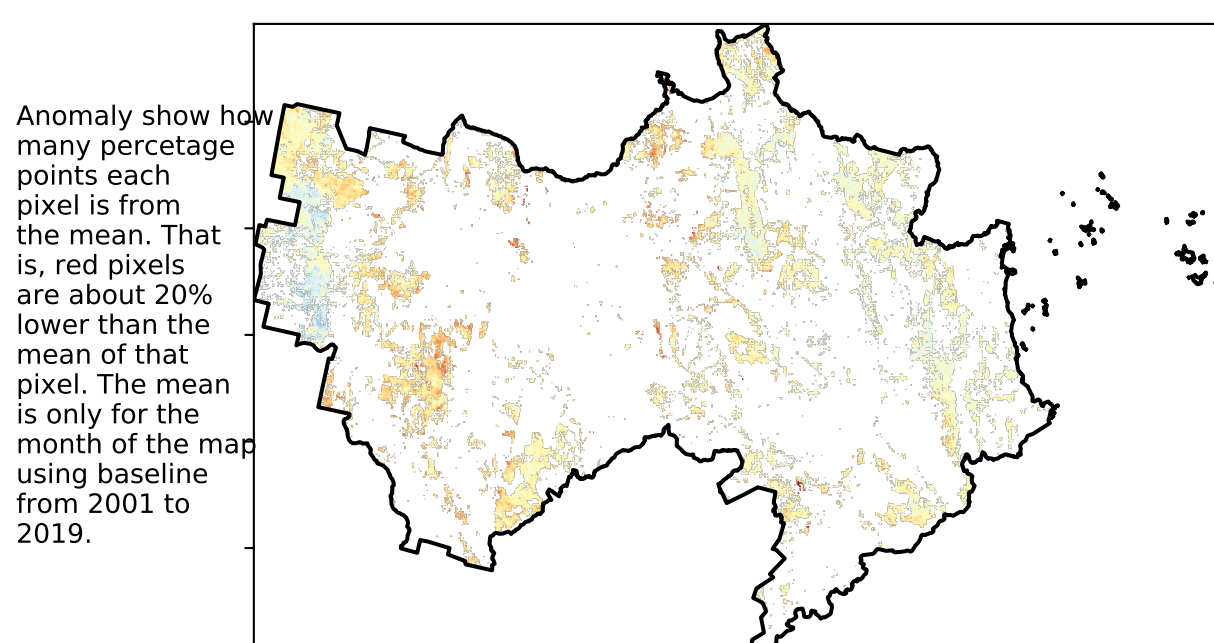 Anomaly show how
many percetage
points each
pixel is from
the mean. That
is, red pixels
are about 20%
lower than the
mean of that
pixel. The mean
is only for the
month of the map
using baseline
from 2001 to
2019.